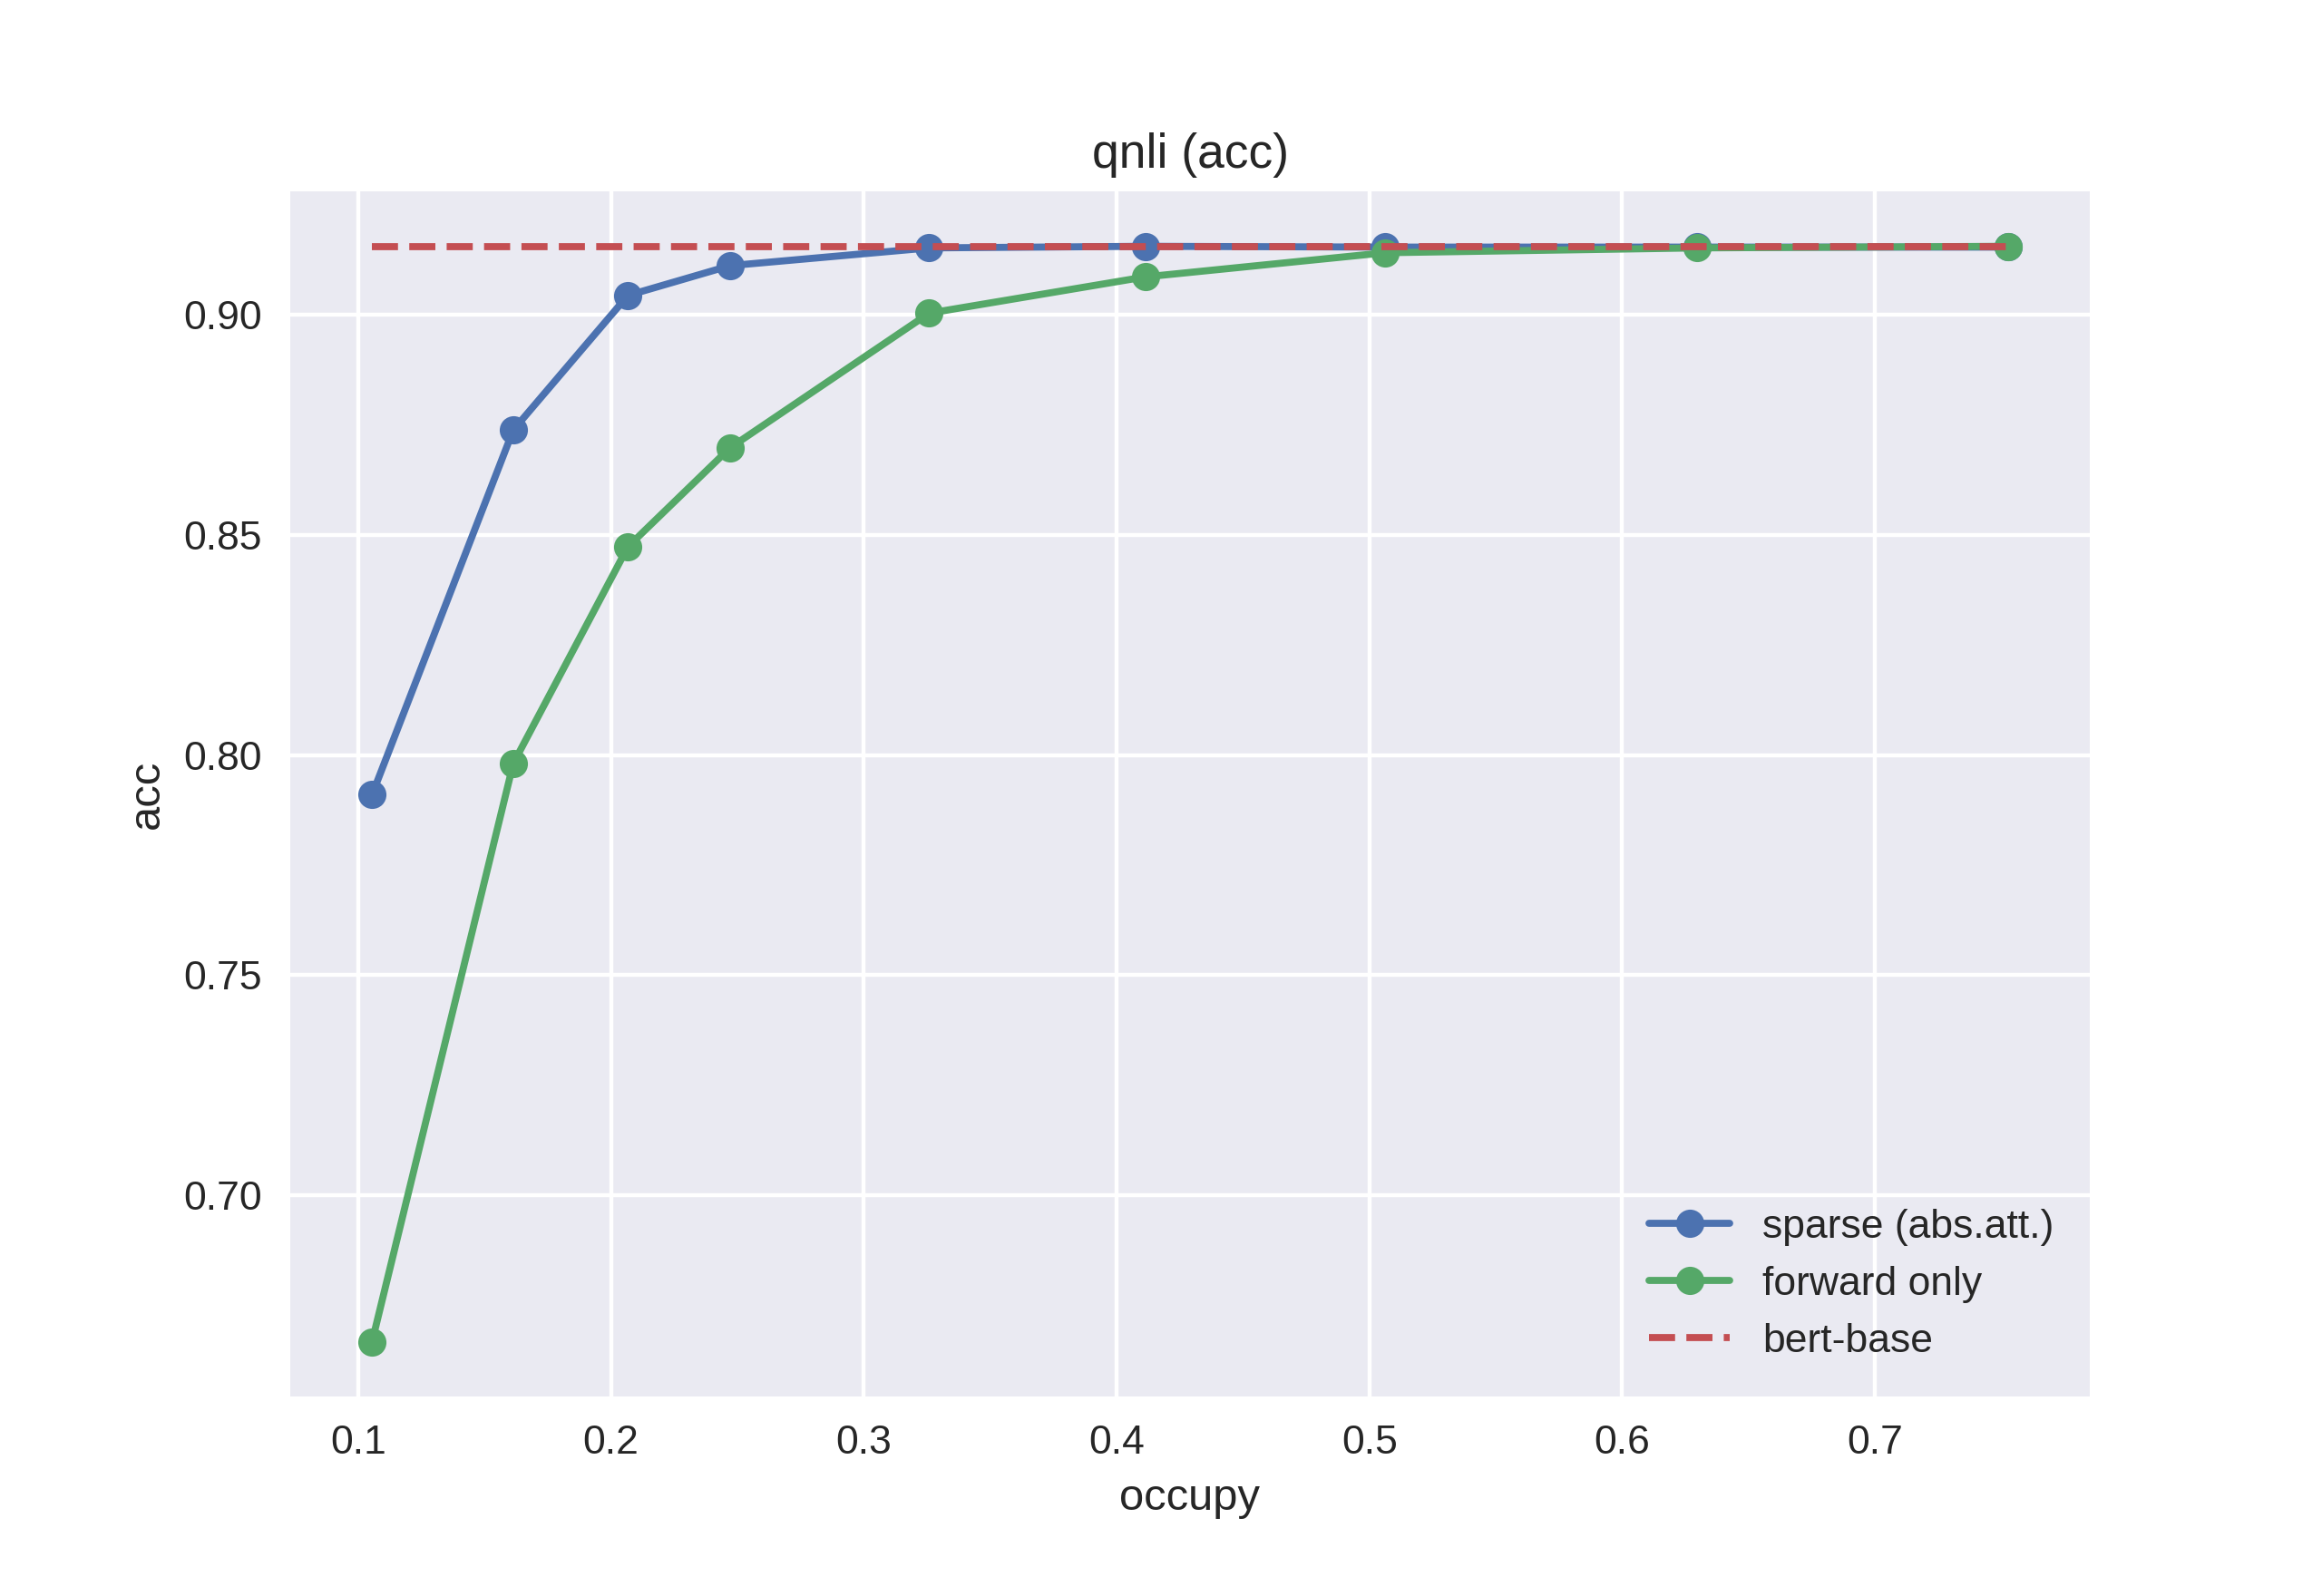 qnli (acc)
0.90
0.85
0.80
0.75
0.70
acc
sparse (abs.att.)
forward only
bert-base
0.1 0.2 0.3 0.4 0.5 0.6 0.7
occupy